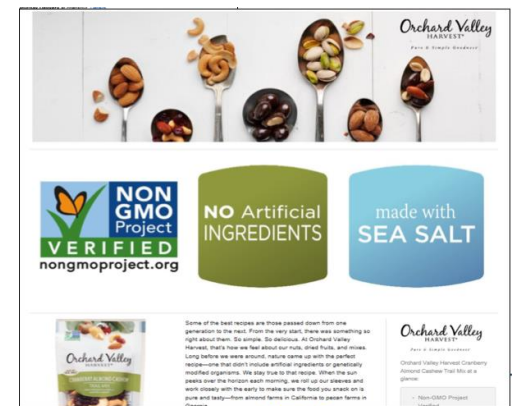 Orchard Valley
HARVEST®
Pure & Simple Goodness
NON
GMO
Project
VERIFIED
nongmoproject.org
NO Artificial
INGREDIENTS
made with
SEA SALT
Orchard Valley
HARVEST
Some of the best recipes are those passed down from one
generation to the next. From the very start, there was something so
right about them. So simple. So delicious. At Orchard Valley
Harvest, that's how we feel about our nuts, dried fruits, and mixes.
Long before we were around, nature came up with the perfect
recipe—one that didn't include artificial ingredients or genetically
modified organisms. We stay true to that recipe. When the sun
peeks over the horizon each morning, we roll up our sleeves and
work closely with the early to make sure the food you snack on is
pure and tasty—from almond farms in California to pecan farms in
Orchard Valley
HARVEST®
Pure & Simple Goodness
Orchard Valley Harvest Cranberry
Almond Cashew Trail Mix at a
glance:
Non-GMO Project